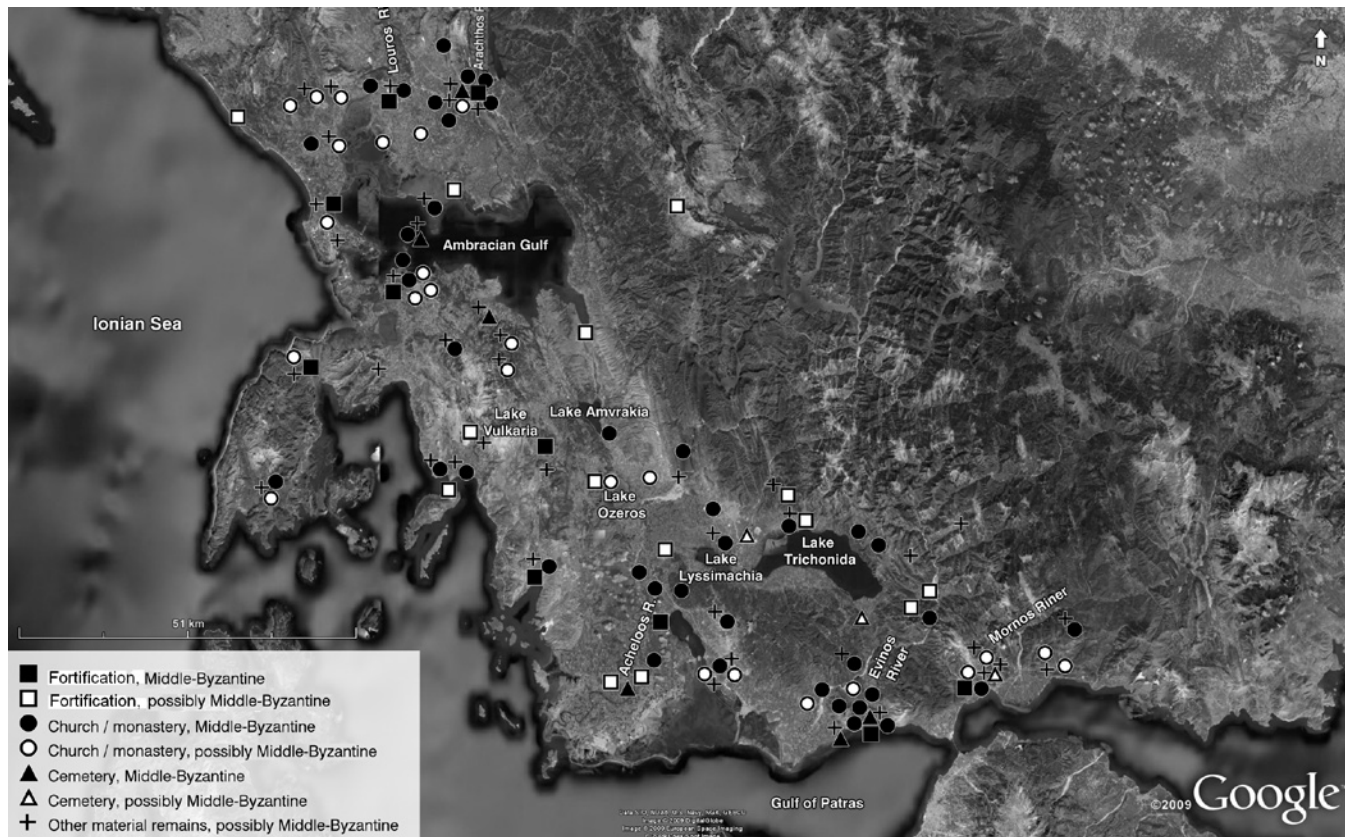 Louros R
Arachthos R
N
Ambracian Gulf
Ionian Sea
Lake
Vulkaria
Lake Amvrakia
Lake
Ozeros
Lake
Lyssimachia
Lake
Trichonida
Acheloos R.
Evinos
River
Mornos Riner
51 km
Gulf of Patras
Fortification, Middle-Byzantine
Fortification, possibly Middle-Byzantine
Church / monastery, Middle-Byzantine
Church / monastery, possibly Middle-Byzantine
Cemetery, Middle-Byzantine
Cemetery, possibly Middle-Byzantine
Other material remains, possibly Middle-Byzantine
©2009 Google